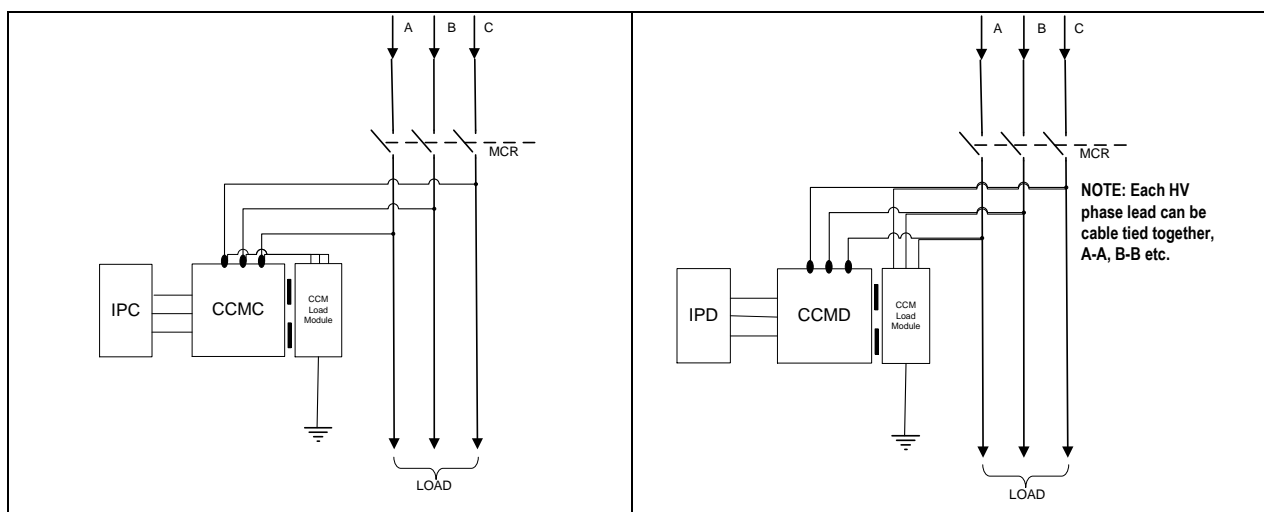 A B C
MCR
IPC
CCMC
CCM
Load
Module
LOAD
A B C
MCR
NOTE: Each HV
phase lead can be
cable tied together,
A-A, B-B etc.
IPD
CCMD
CCM
Load
Module
LOAD